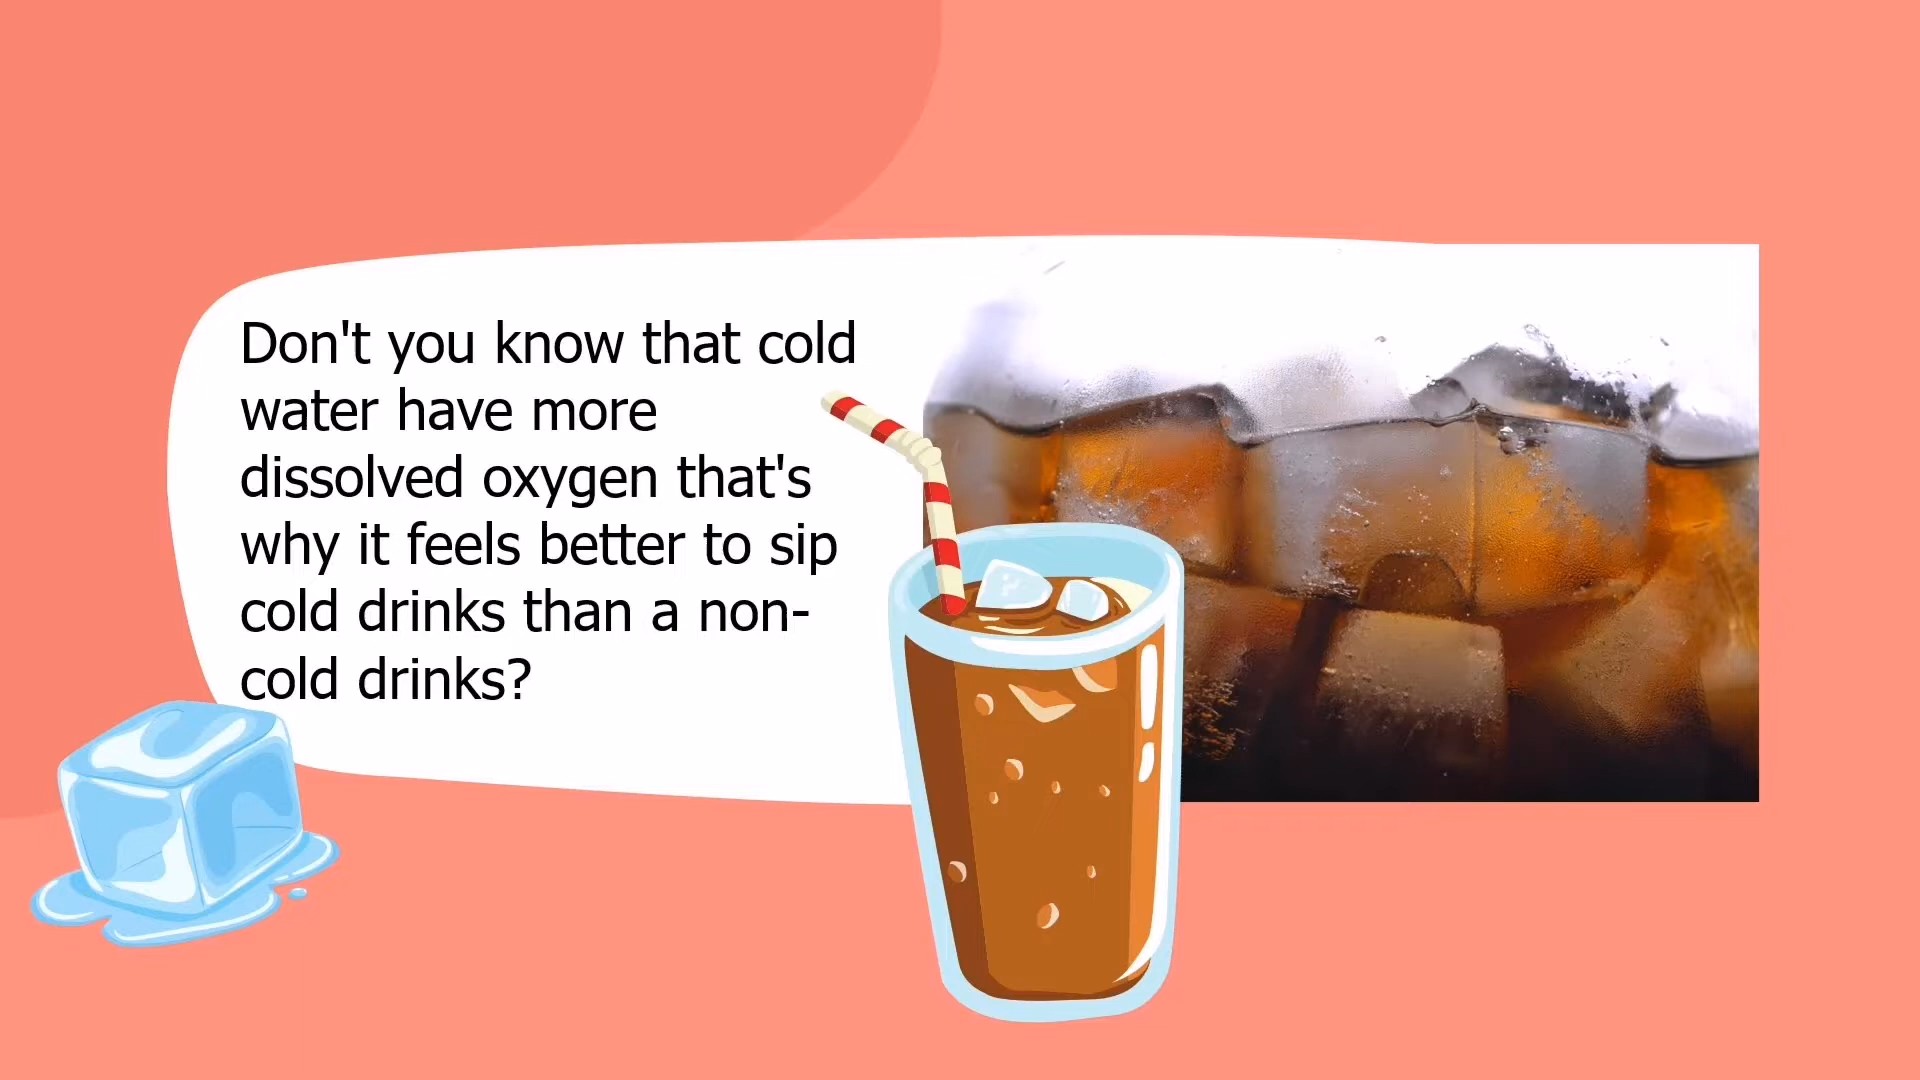 Don't you know that cold
water have more
dissolved oxygen that's
why it feels better to sip
cold drinks than a non-
cold drinks?